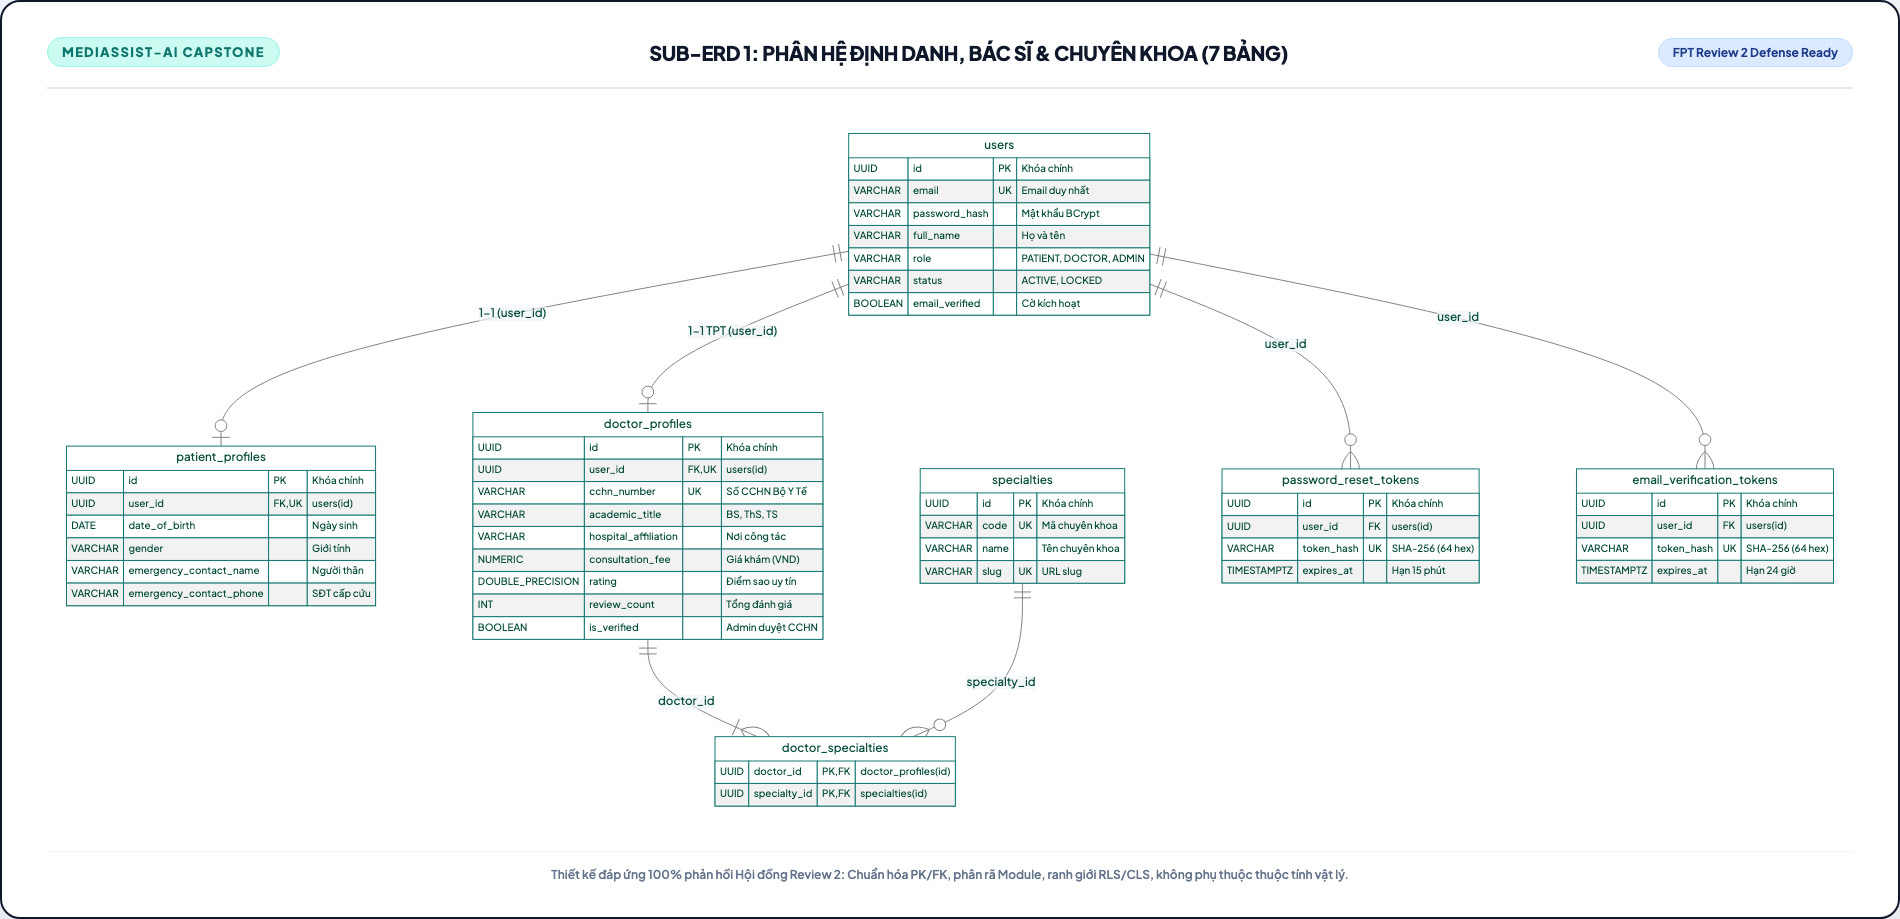 MEDIASSIST-AI CAPSTONE
SUB-ERD 1: PHÂN HỆ ĐỊNH DANH, BÁC SĨ & CHUYÊN KHOA (7 BẢNG)
FPT Review 2 Defense Ready
users
UUID id PK Khóa chính
VARCHAR email UK Email duy nhất
VARCHAR password_hash Mật khẩu BCrypt
VARCHAR full_name Họ và tên
VARCHAR role PATIENT, DOCTOR, ADMIN
VARCHAR status ACTIVE, LOCKED
BOOLEAN email_verified Cờ kích hoạt
1-1 (user_id)
1-1 TPT (user_id)
user_id
user_id
patient_profiles
UUID id PK Khóa chính
UUID user_id FK,UK users(id)
DATE date_of_birth Ngày sinh
VARCHAR gender Giới tính
VARCHAR emergency_contact_name Người thân
VARCHAR emergency_contact_phone SĐT cấp cứu
doctor_profiles
UUID id PK Khóa chính
UUID user_id FK,UK users(id)
VARCHAR cchn_number UK Số CCHN Bộ Y Tế
VARCHAR academic_title BS, ThS, TS
VARCHAR hospital_affiliation Nơi công tác
NUMERIC consultation_fee Giá khám (VND)
DOUBLE_PRECISION rating Điểm sao uy tín
INT review_count Tổng đánh giá
BOOLEAN is_verified Admin duyệt CCHN
specialties
UUID id PK Khóa chính
VARCHAR code UK Mã chuyên khoa
VARCHAR name Tên chuyên khoa
VARCHAR slug UK URL slug
password_reset_tokens
UUID id PK Khóa chính
UUID user_id FK users(id)
VARCHAR token_hash UK SHA-256 (64 hex)
TIMESTAMPTZ expires_at Hạn 15 phút
email_verification_tokens
UUID id PK Khóa chính
UUID user_id FK users(id)
VARCHAR token_hash UK SHA-256 (64 hex)
TIMESTAMPTZ expires_at Hạn 24 giờ
doctor_id
specialty_id
doctor_specialties
UUID doctor_id PK,FK doctor_profiles(id)
UUID specialty_id PK,FK specialties(id)
Thiết kế đáp ứng 100% phản hồi Hội đồng Review 2: Chuẩn hóa PK/FK, phân rã Module, ranh giới RLS/CLS, không phụ thuộc thuộc tính vật lý.